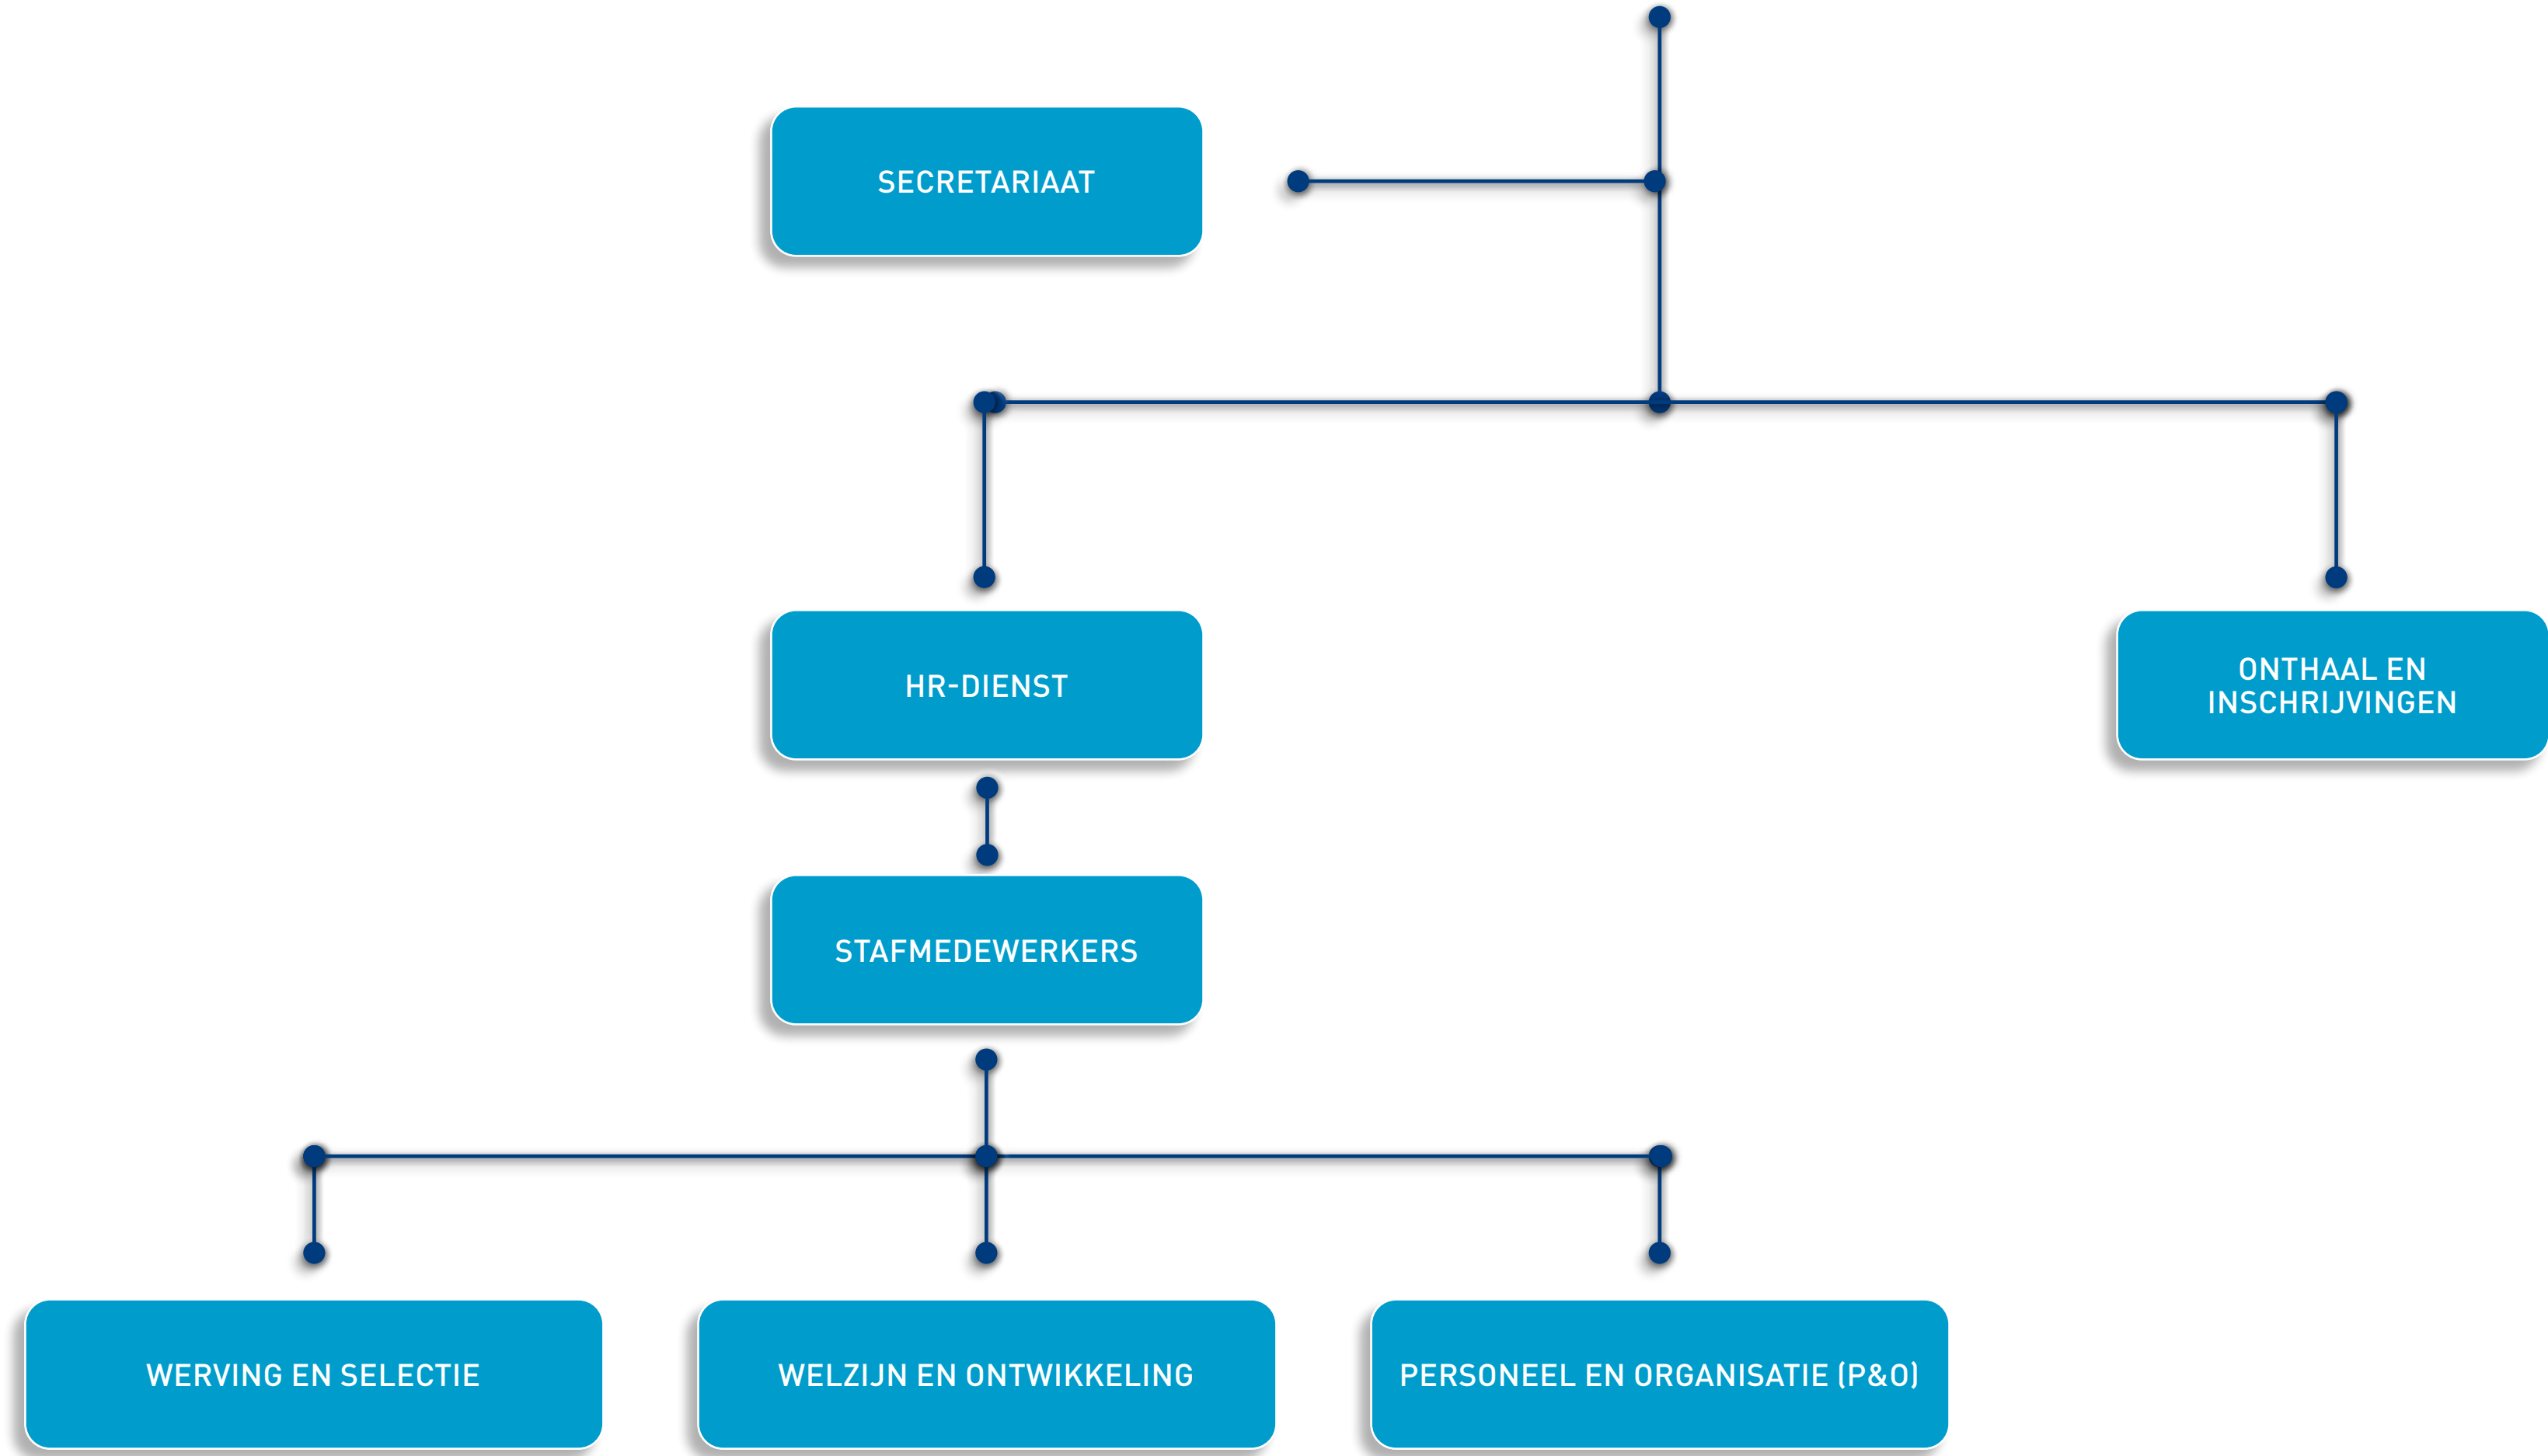 SECRETARIAAT
HR-DIENST
ONTHAAL EN
INSCHRIJVINGEN
STAFMEDEWERKERS
WERVING EN SELECTIE
WELZIJN EN ONTWIKKELING
PERSONEEL EN ORGANISATIE (P&O)